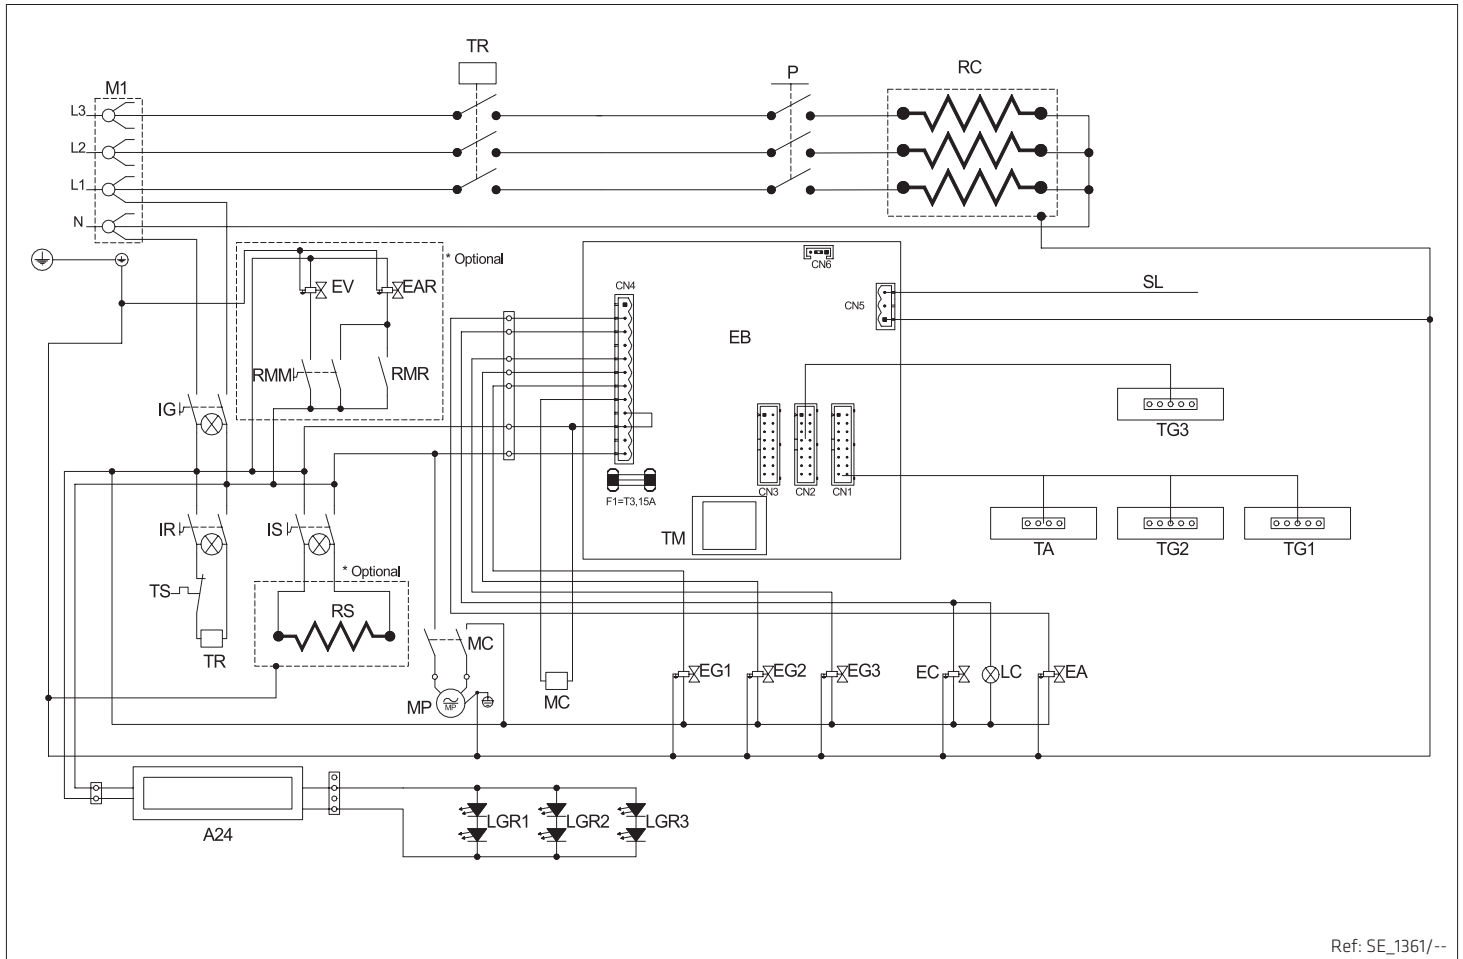 TR
M1
P
RC
L3
L2
L1
N
* Optional
EV
EAR
RMM
RMR
CN4
CN6
CN5
SL
EB
IG
TG3
CN3
CN2
CN1
F1=T3,15A
TM
TA
TG2
TG1
IR
IS
TS
* Optional
RS
TR
MC
MP
MP
MC
EG1
EG2
EG3
EC
LC
EA
A24
LGR1
LGR2
LGR3
Ref: SE_1361/--